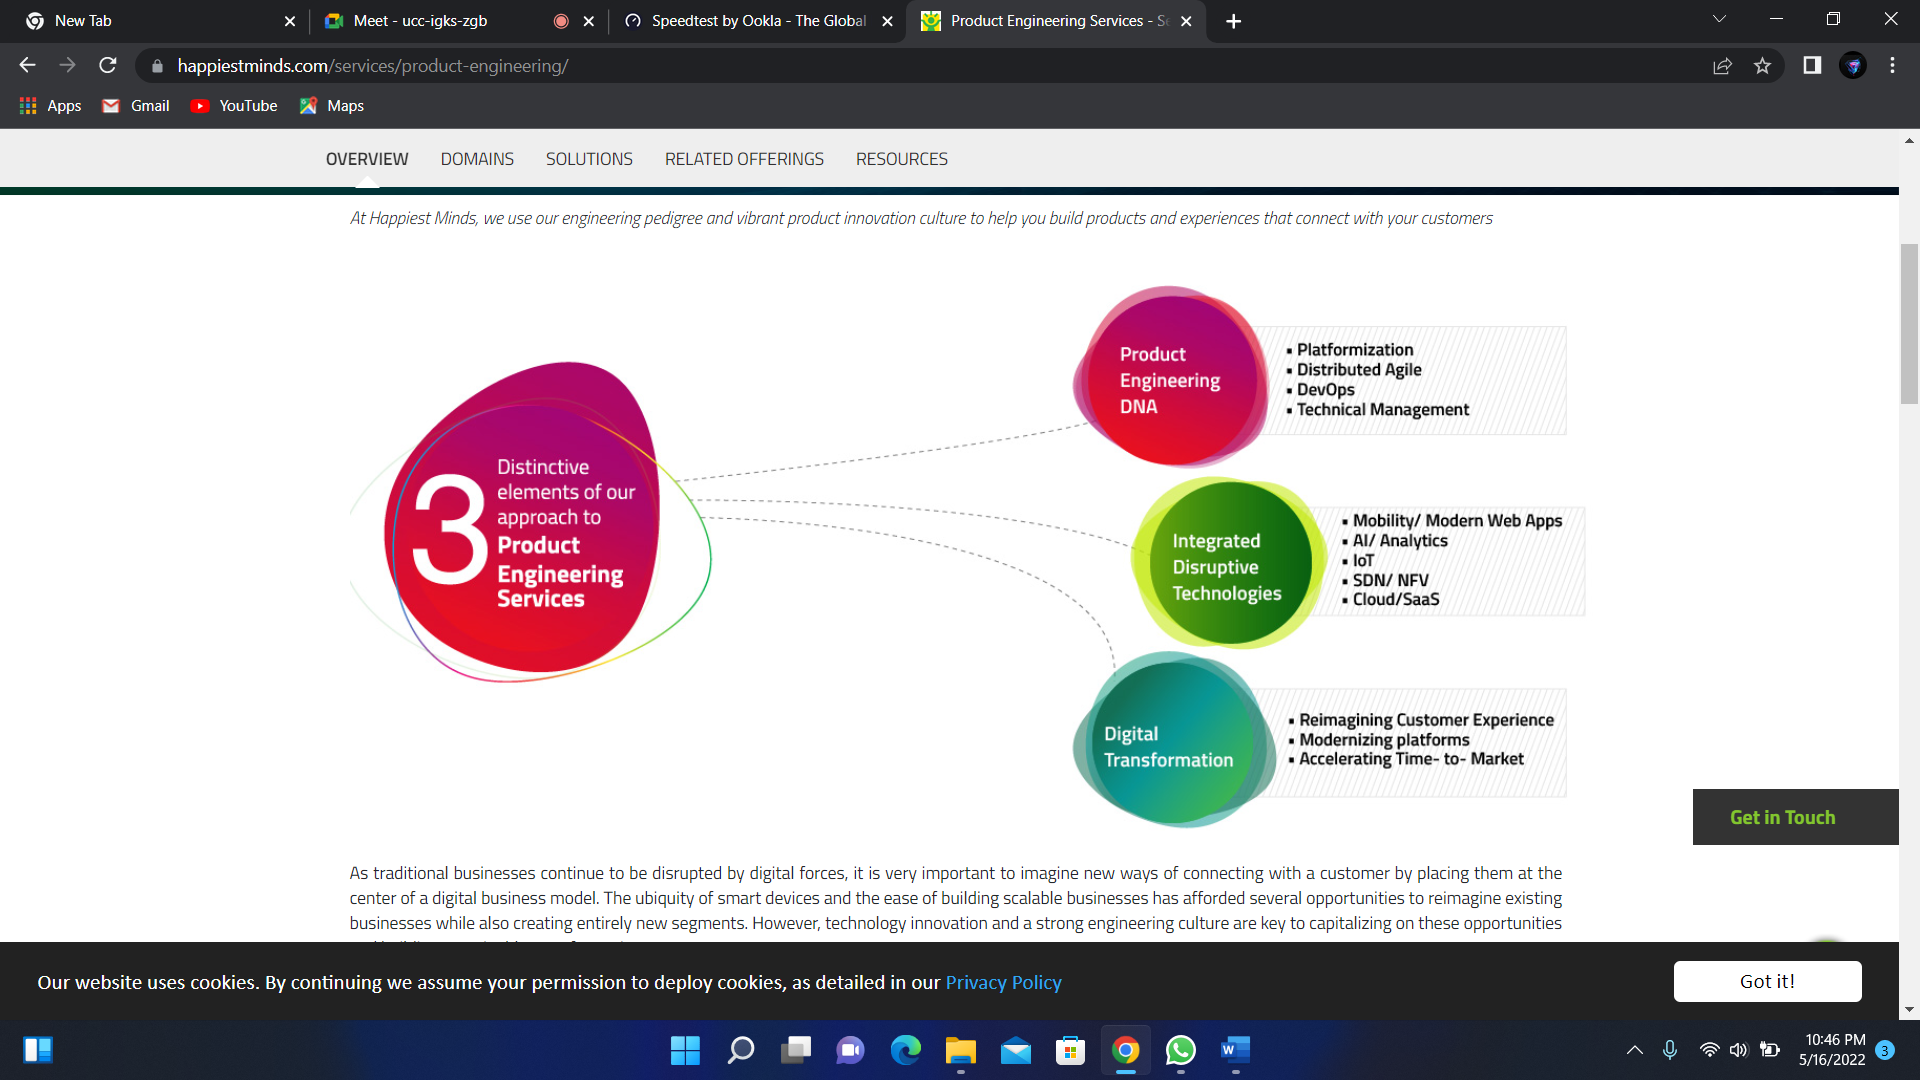 New Tab
Meet - ucc-igks-zgb
Speedtest by Ookla - The Global
Product Engineering Services - Se
happiestminds.com/services/product-engineering/
Apps
Gmail
YouTube
Maps
OVERVIEW
DOMAINS
SOLUTIONS
RELATED OFFERINGS
RESOURCES
At Happiest Minds, we use our engineering pedigree and vibrant product innovation culture to help you build products and experiences that connect with your customers
3
Distinctive
elements of our
approach to
Product
Engineering
Services
Product
Engineering
DNA
▪ Platformization
▪ Distributed Agile
▪ DevOps
▪ Technical Management
Integrated
Disruptive
Technologies
▪ Mobility/ Modern Web Apps
▪ AI/ Analytics
▪ IoT
▪ SDN/ NFV
▪ Cloud/SaaS
Digital
Transformation
▪ Reimagining Customer Experience
▪ Modernizing platforms
▪ Accelerating Time- to- Market
Get in Touch
As traditional businesses continue to be disrupted by digital forces, it is very important to imagine new ways of connecting with a customer by placing them at the
center of a digital business model. The ubiquity of smart devices and the ease of building scalable businesses has afforded several opportunities to reimagine existing
businesses while also creating entirely new segments. However, technology innovation and a strong engineering culture are key to capitalizing on these opportunities
Our website uses cookies. By continuing we assume your permission to deploy cookies, as detailed in our Privacy Policy
Got it!
W
10:46 PM
5/16/2022
3